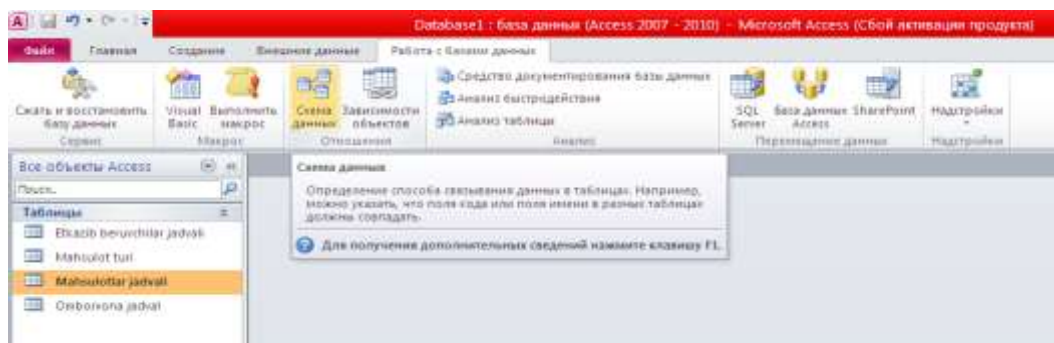 Database1 : база данных (Access 2007 - 2010) - Microsoft Access (Сбой активации продукта)
Файл Главная Создание Внешние данные Работа с базами данных
Сжать и восстановить базу данных
Visual Basic
Выполнить макрос
Схема данных
Зависимости объектов
Средство документирования базы данных
Анализ быстродействия
Анализ таблицы
SQL Server
База данных Access
SharePoint
Надстройки
Сервис Макрос Отношения Анализ Перемещение данных Надстройки
Все объекты Access
Поиск...
Таблицы
Etkazib beruvchilar jadvali
Mahsulot turi
Mahsulotlar jadvali
Omborxona jadval
Схема данных
Определение способа связывания данных в таблицах. Например,
можно указать, что поля кода или поля имени в разных таблицах
должны совпадать.
Для получения дополнительных сведений нажмите клавишу F1.